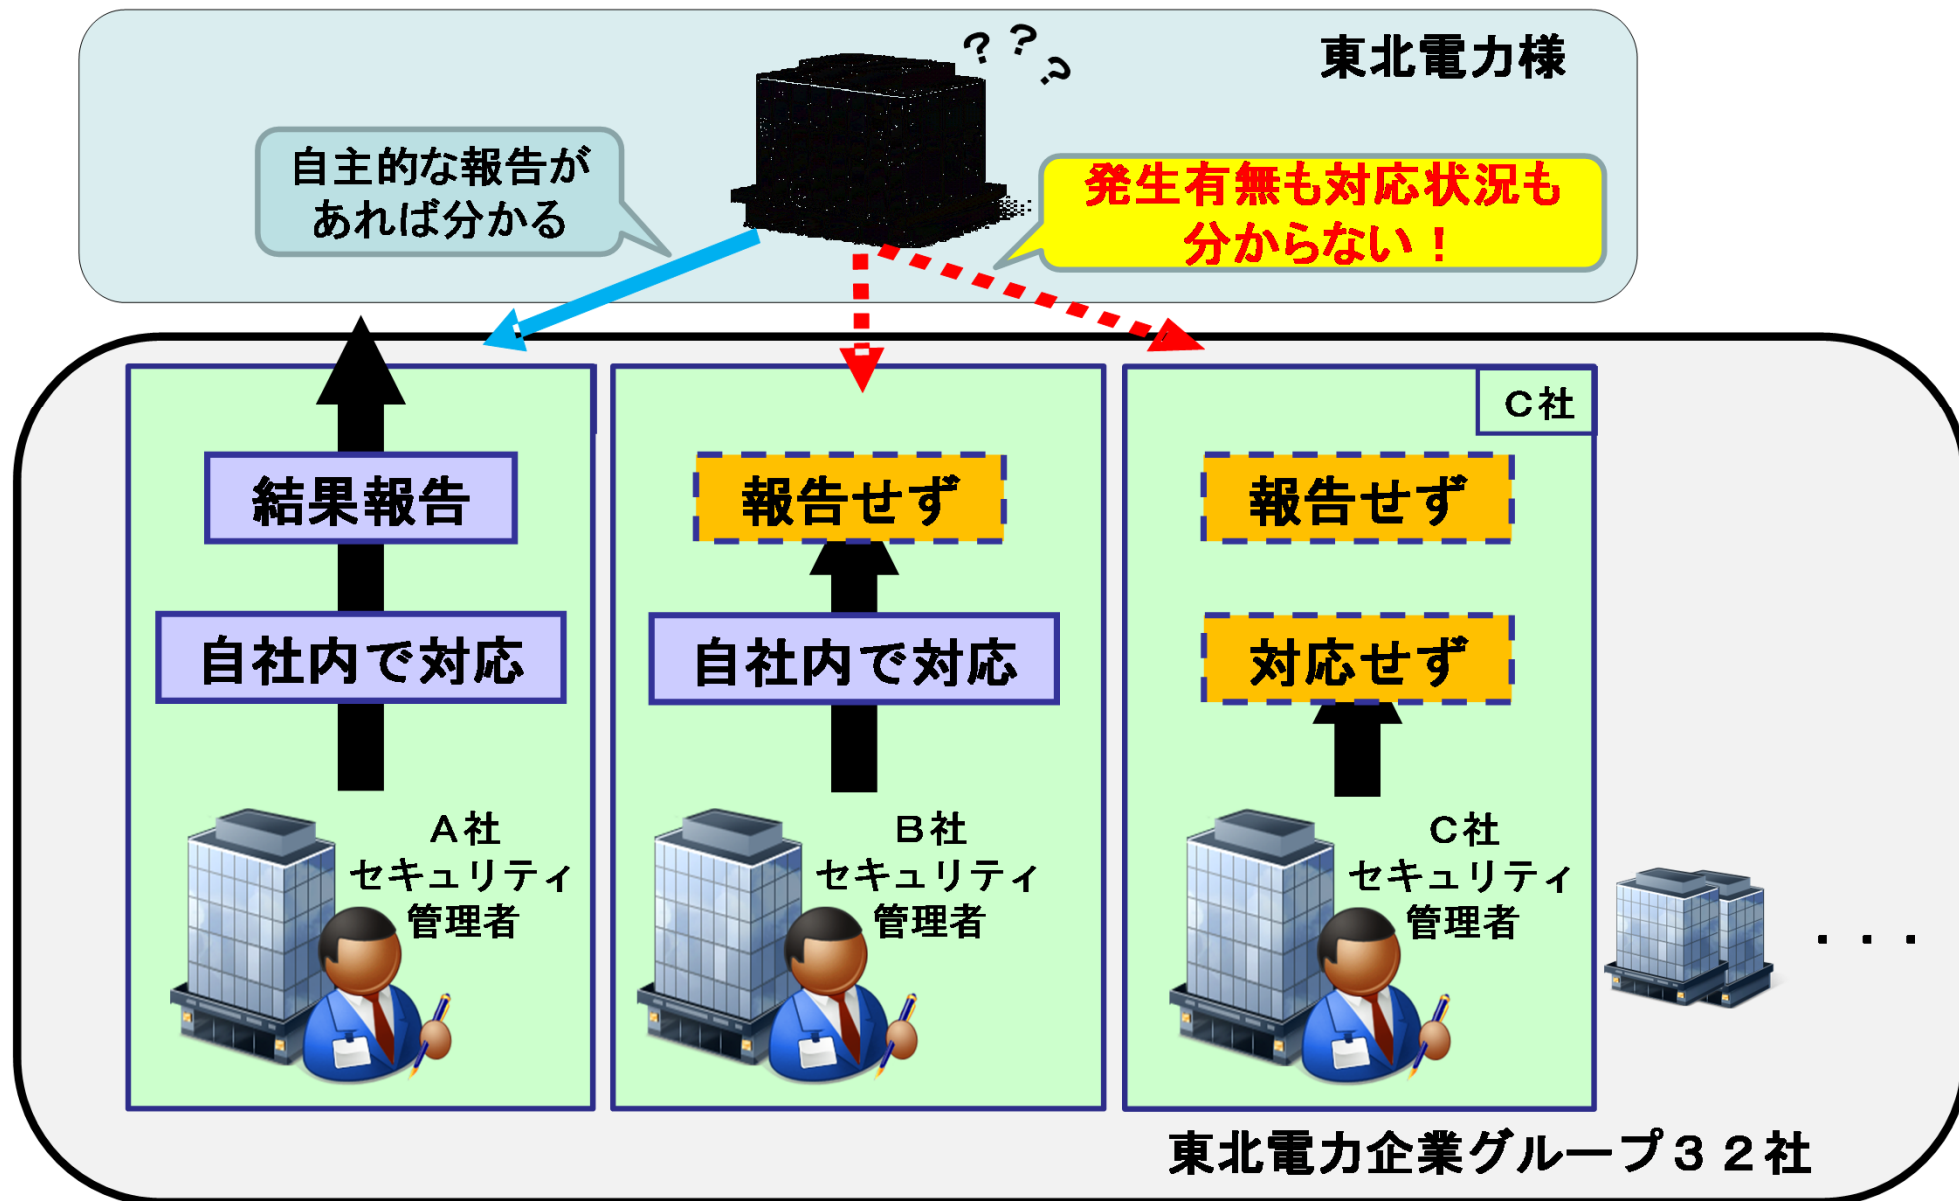 東北電力様
? ? ?
自主的な報告が
あれば分かる
発生有無も対応状況も
分からない！
C社
結果報告
報告せず
報告せず
自社内で対応
自社内で対応
対応せず
A社
セキュリティ
管理者
B社
セキュリティ
管理者
C社
セキュリティ
管理者
・・・
東北電力企業グループ３２社